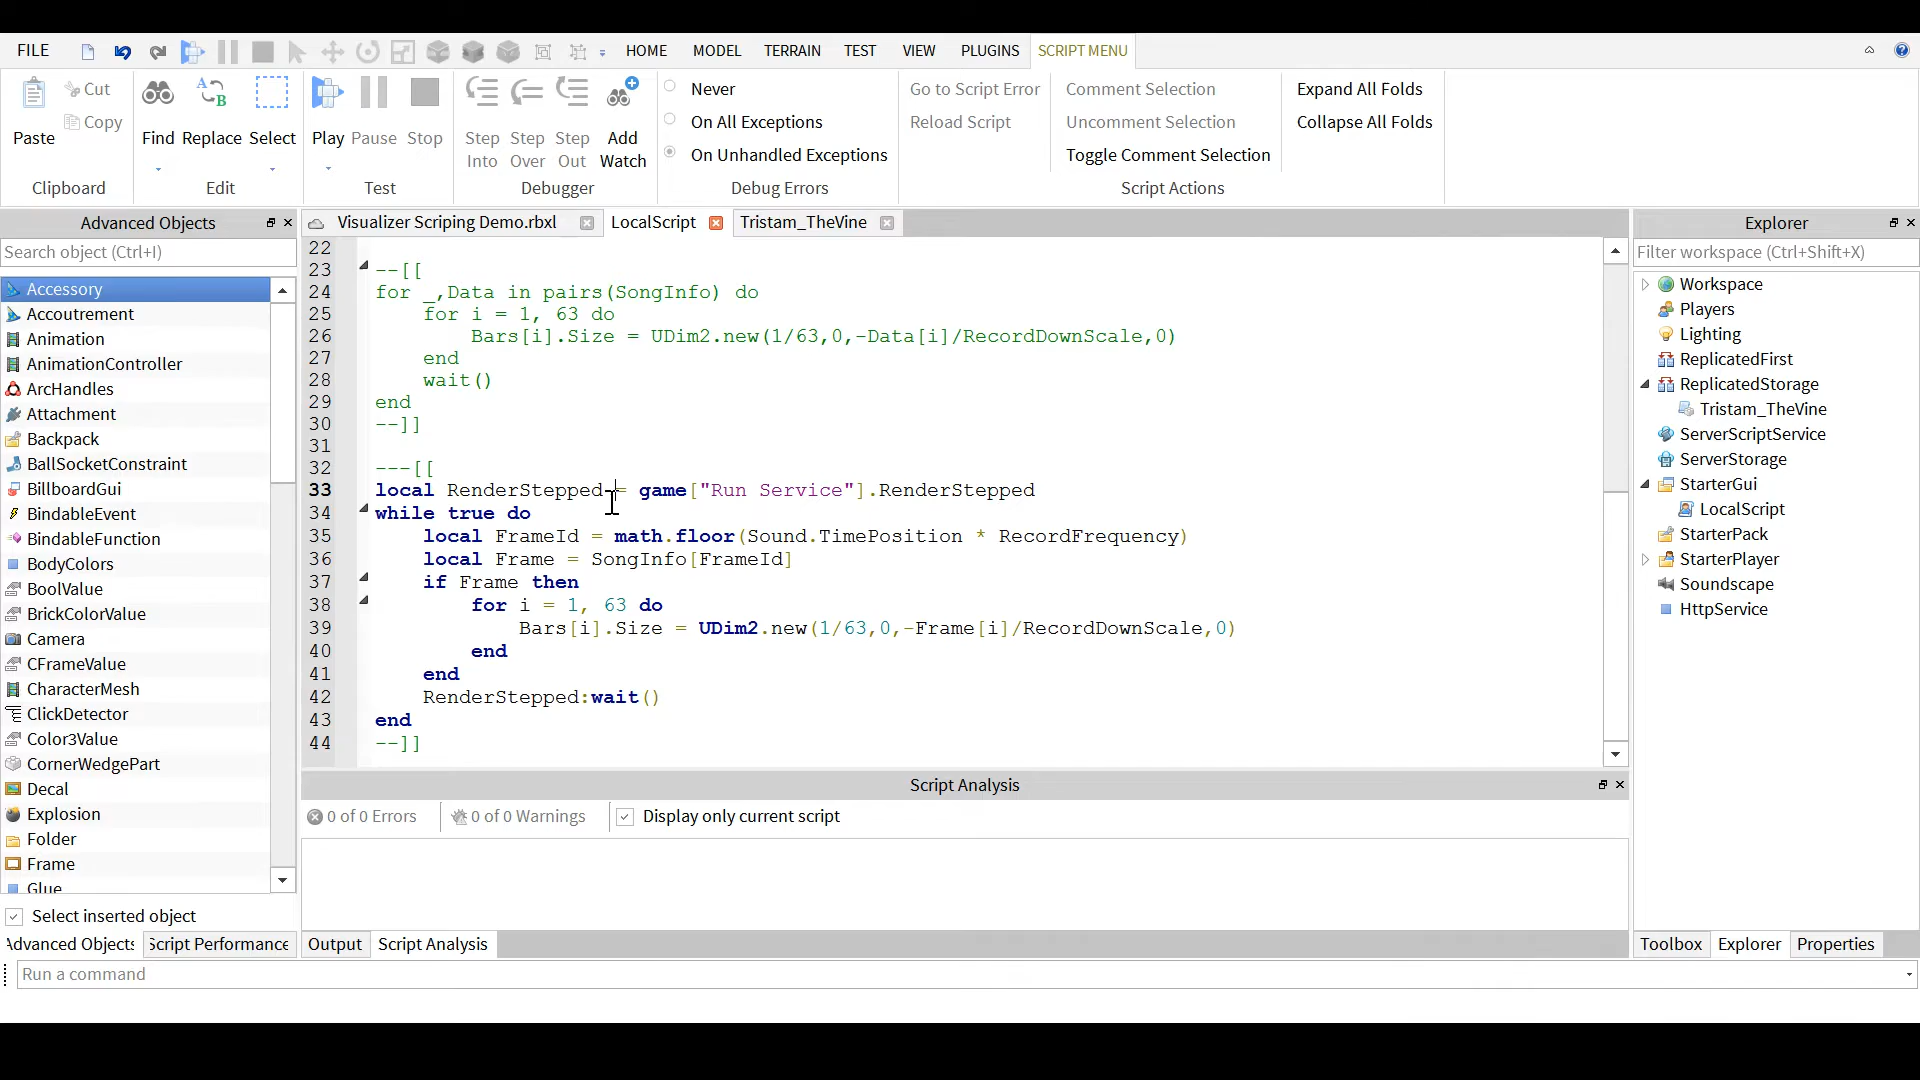 FILE HOME MODEL TERRAIN TEST VIEW PLUGINS SCRIPT MENU
Paste
Cut
Copy
Clipboard
Find Replace Select
Edit
Play Pause Stop
Test
Step Into
Step Over
Step Out
Add Watch
Debugger
Never
On All Exceptions
On Unhandled Exceptions
Debug Errors
Go to Script Error
Reload Script
Comment Selection
Uncomment Selection
Toggle Comment Selection
Script Actions
Expand All Folds
Collapse All Folds
Advanced Objects
Search object (Ctrl+I)
Accessory
Accoutrement
Animation
AnimationController
ArcHandles
Attachment
Backpack
BallSocketConstraint
BillboardGui
BindableEvent
BindableFunction
BodyColors
BoolValue
BrickColorValue
Camera
CFrameValue
CharacterMesh
ClickDetector
Color3Value
CornerWedgePart
Decal
Explosion
Folder
Frame
Glue
Select inserted object
Advanced Objects Script Performance
Visualizer Scriping Demo.rbxl LocalScript Tristam_TheVine
22
23 --[[
24 for _,Data in pairs(SongInfo) do
25 for i = 1, 63 do
26 Bars[i].Size = UDim2.new(1/63,0,-Data[i]/RecordDownScale,0)
27 end
28 wait()
29 end
30 --]]
31
32 ---[[
33 local RenderStepped = game["Run Service"].RenderStepped
34 while true do
35 local FrameId = math.floor(Sound.TimePosition * RecordFrequency)
36 local Frame = SongInfo[FrameId]
37 if Frame then
38 for i = 1, 63 do
39 Bars[i].Size = UDim2.new(1/63,0,-Frame[i]/RecordDownScale,0)
40 end
41 end
42 RenderStepped:wait()
43 end
44 --]]
Script Analysis
0 of 0 Errors 0 of 0 Warnings Display only current script
Output Script Analysis
Explorer
Filter workspace (Ctrl+Shift+X)
Workspace
Players
Lighting
ReplicatedFirst
ReplicatedStorage
Tristam_TheVine
ServerScriptService
ServerStorage
StarterGui
LocalScript
StarterPack
StarterPlayer
Soundscape
HttpService
Toolbox Explorer Properties
Run a command